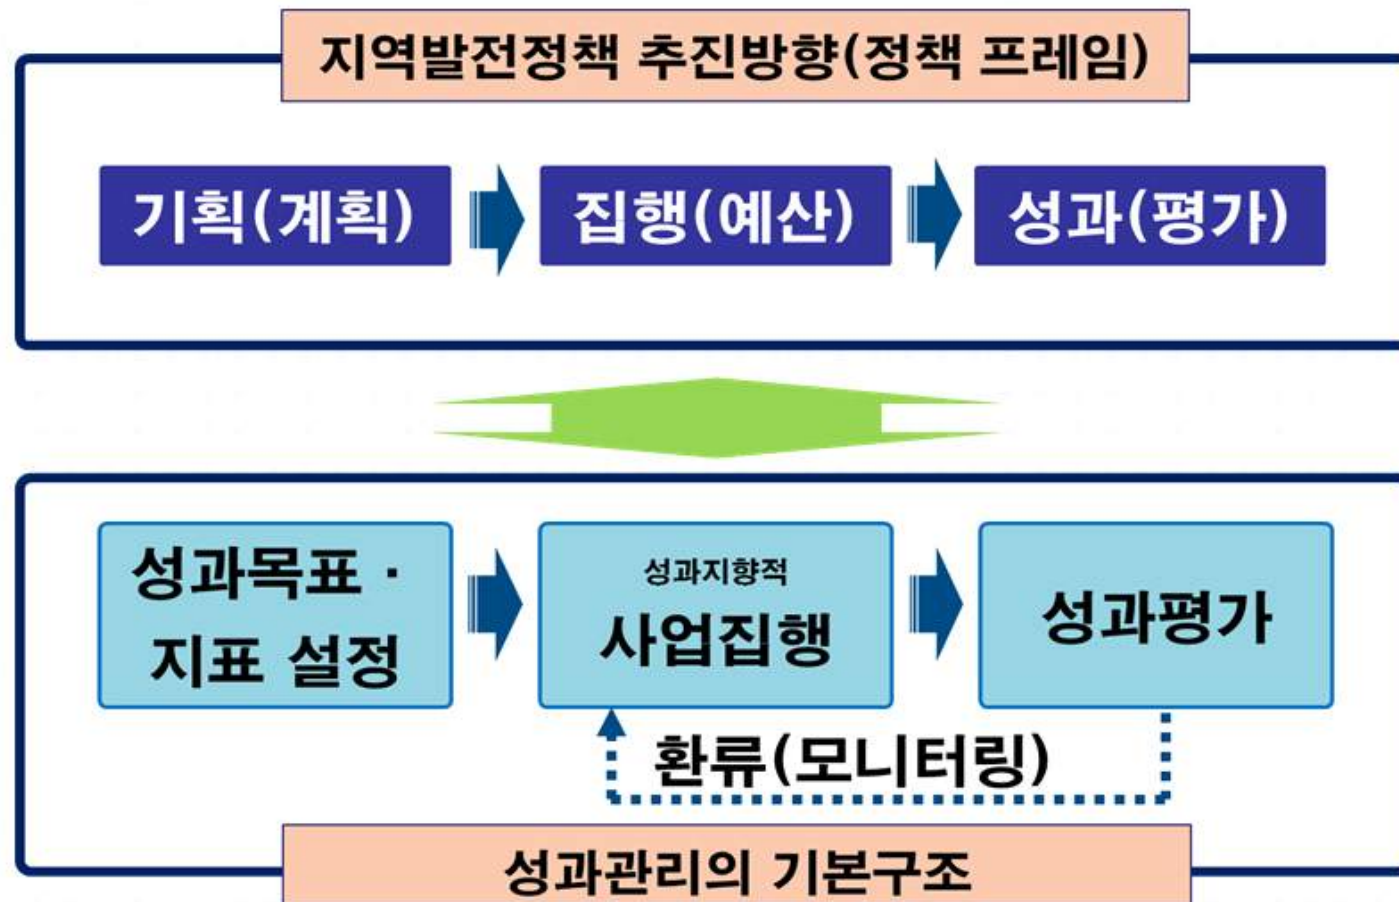 지역발전정책 추진방향(정책 프레임)
기획(계획)
집행(예산)
성과(평가)
성과목표 ·
지표 설정
성과지향적
사업집행
성과평가
환류(모니터링)
성과관리의 기본구조